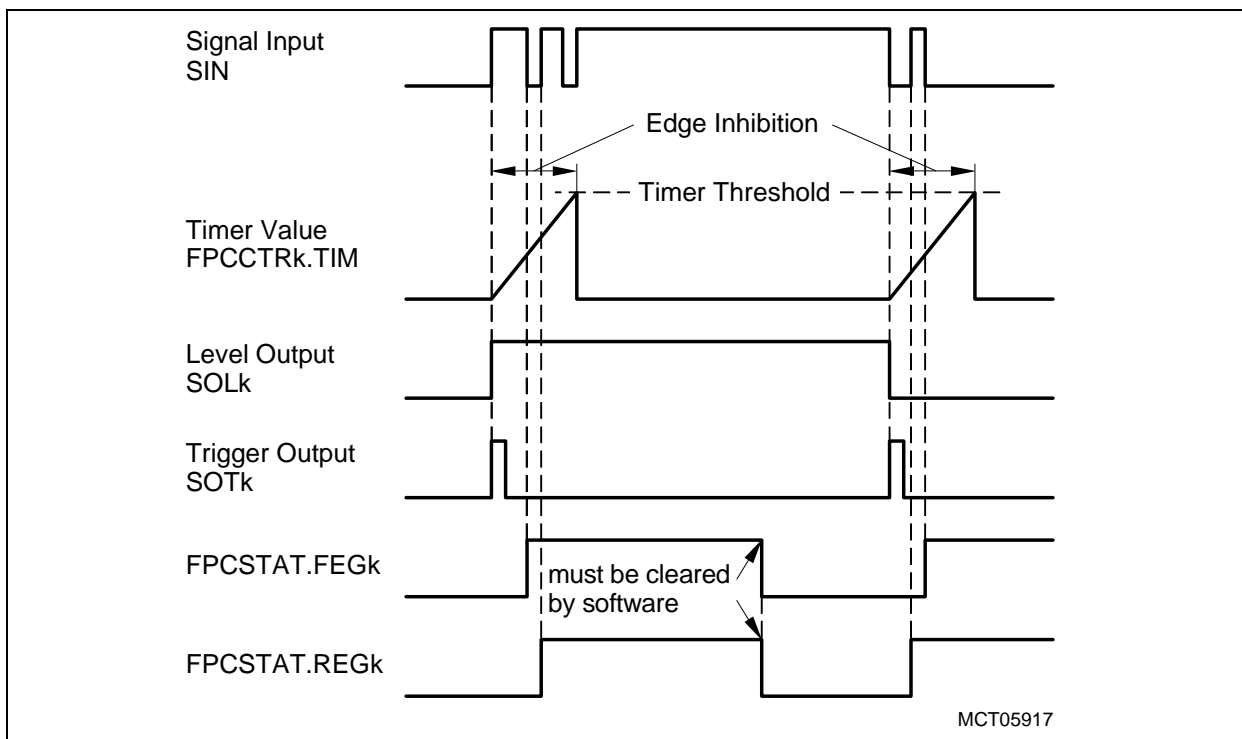 Signal Input
SIN
Edge Inhibition
Timer Threshold
Timer Value
FPCCTRk.TIM
Level Output
SOLk
Trigger Output
SOTk
FPCSTAT.FEGk
must be cleared
by software
FPCSTAT.REGk
MCT05917